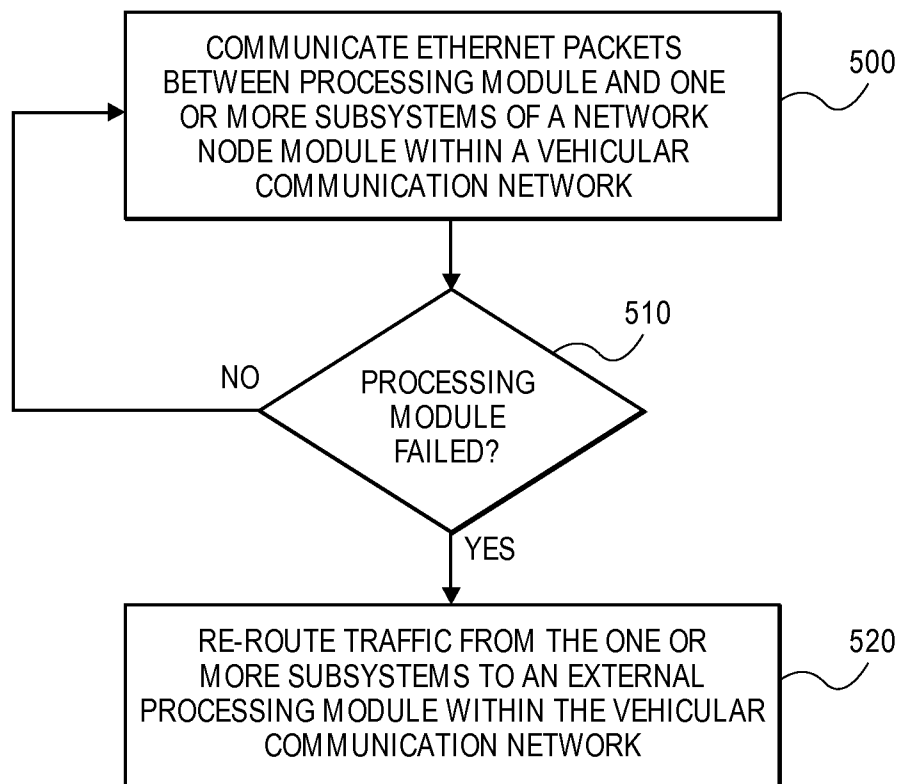 COMMUNICATE ETHERNET PACKETS
BETWEEN PROCESSING MODULE AND ONE
OR MORE SUBSYSTEMS OF A NETWORK
NODE MODULE WITHIN A VEHICULAR
COMMUNICATION NETWORK
500
510
NO
PROCESSING
MODULE
FAILED?
YES
RE-ROUTE TRAFFIC FROM THE ONE OR
MORE SUBSYSTEMS TO AN EXTERNAL
PROCESSING MODULE WITHIN THE VEHICULAR
COMMUNICATION NETWORK
520